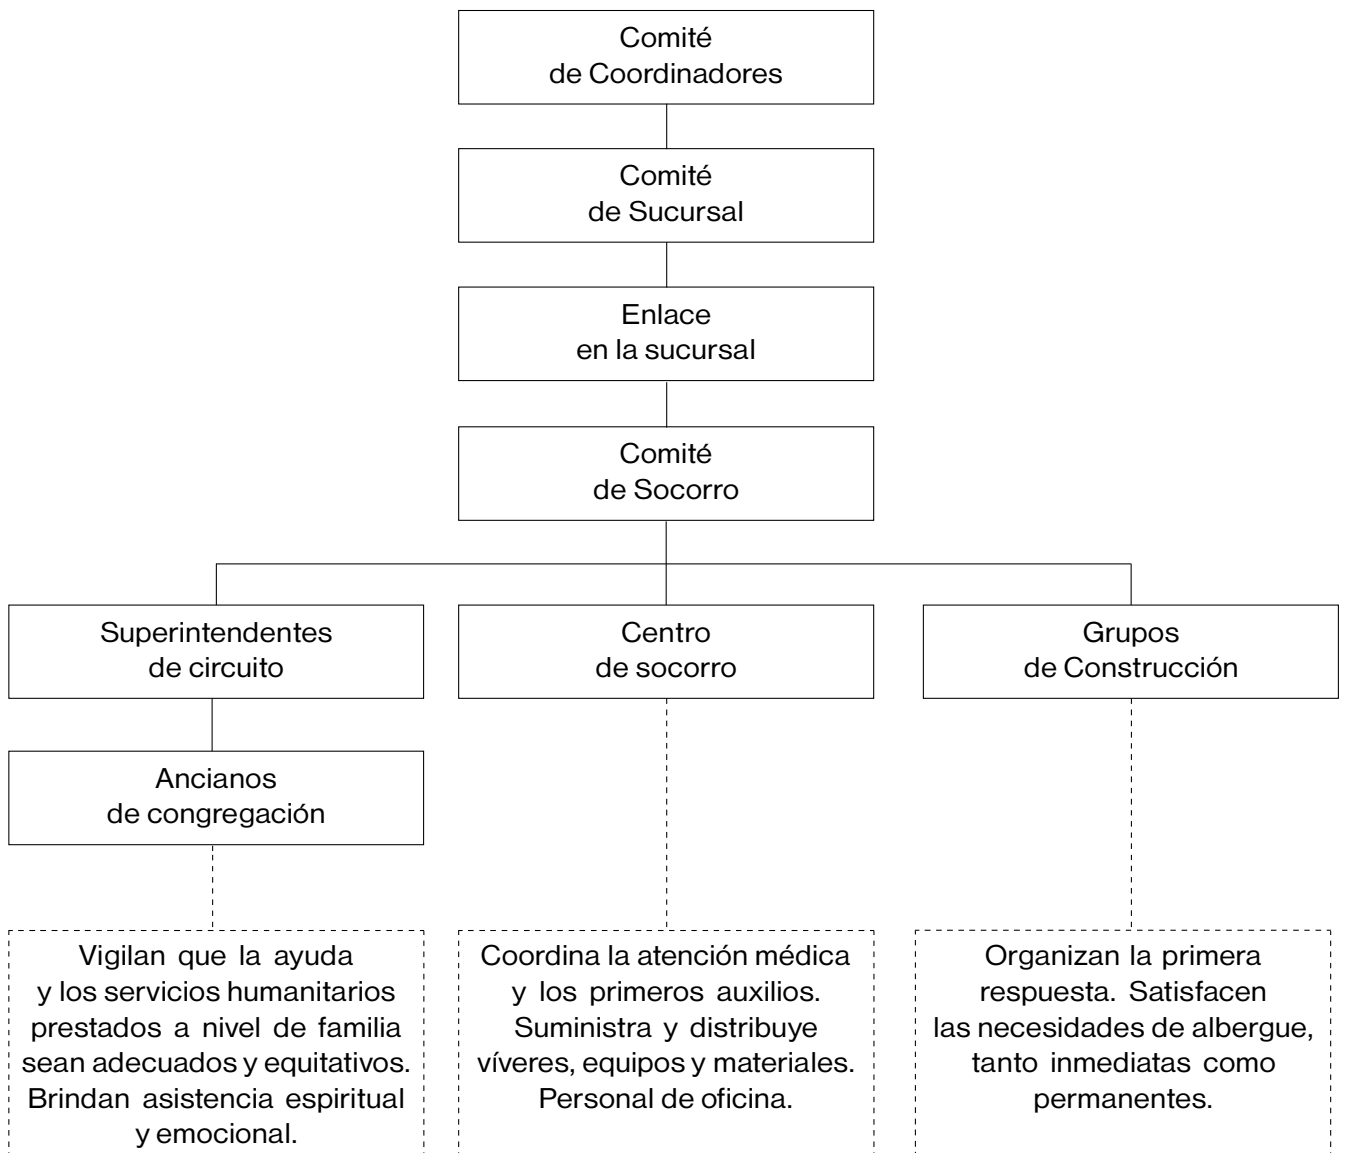 Comité
de Coordinadores
Comité
de Sucursal
Enlace
en la sucursal
Comité
de Socorro
Superintendentes
de circuito
Centro
de socorro
Grupos
de Construcción
Ancianos
de congregación
Vigilan que la ayuda
y los servicios humanitarios
prestados a nivel de familia
sean adecuados y equitativos.
Brindan asistencia espiritual
y emocional.
Coordina la atención médica
y los primeros auxilios.
Suministra y distribuye
víveres, equipos y materiales.
Personal de oficina.
Organizan la primera
respuesta. Satisfacen
las necesidades de albergue,
tanto inmediatas como
permanentes.